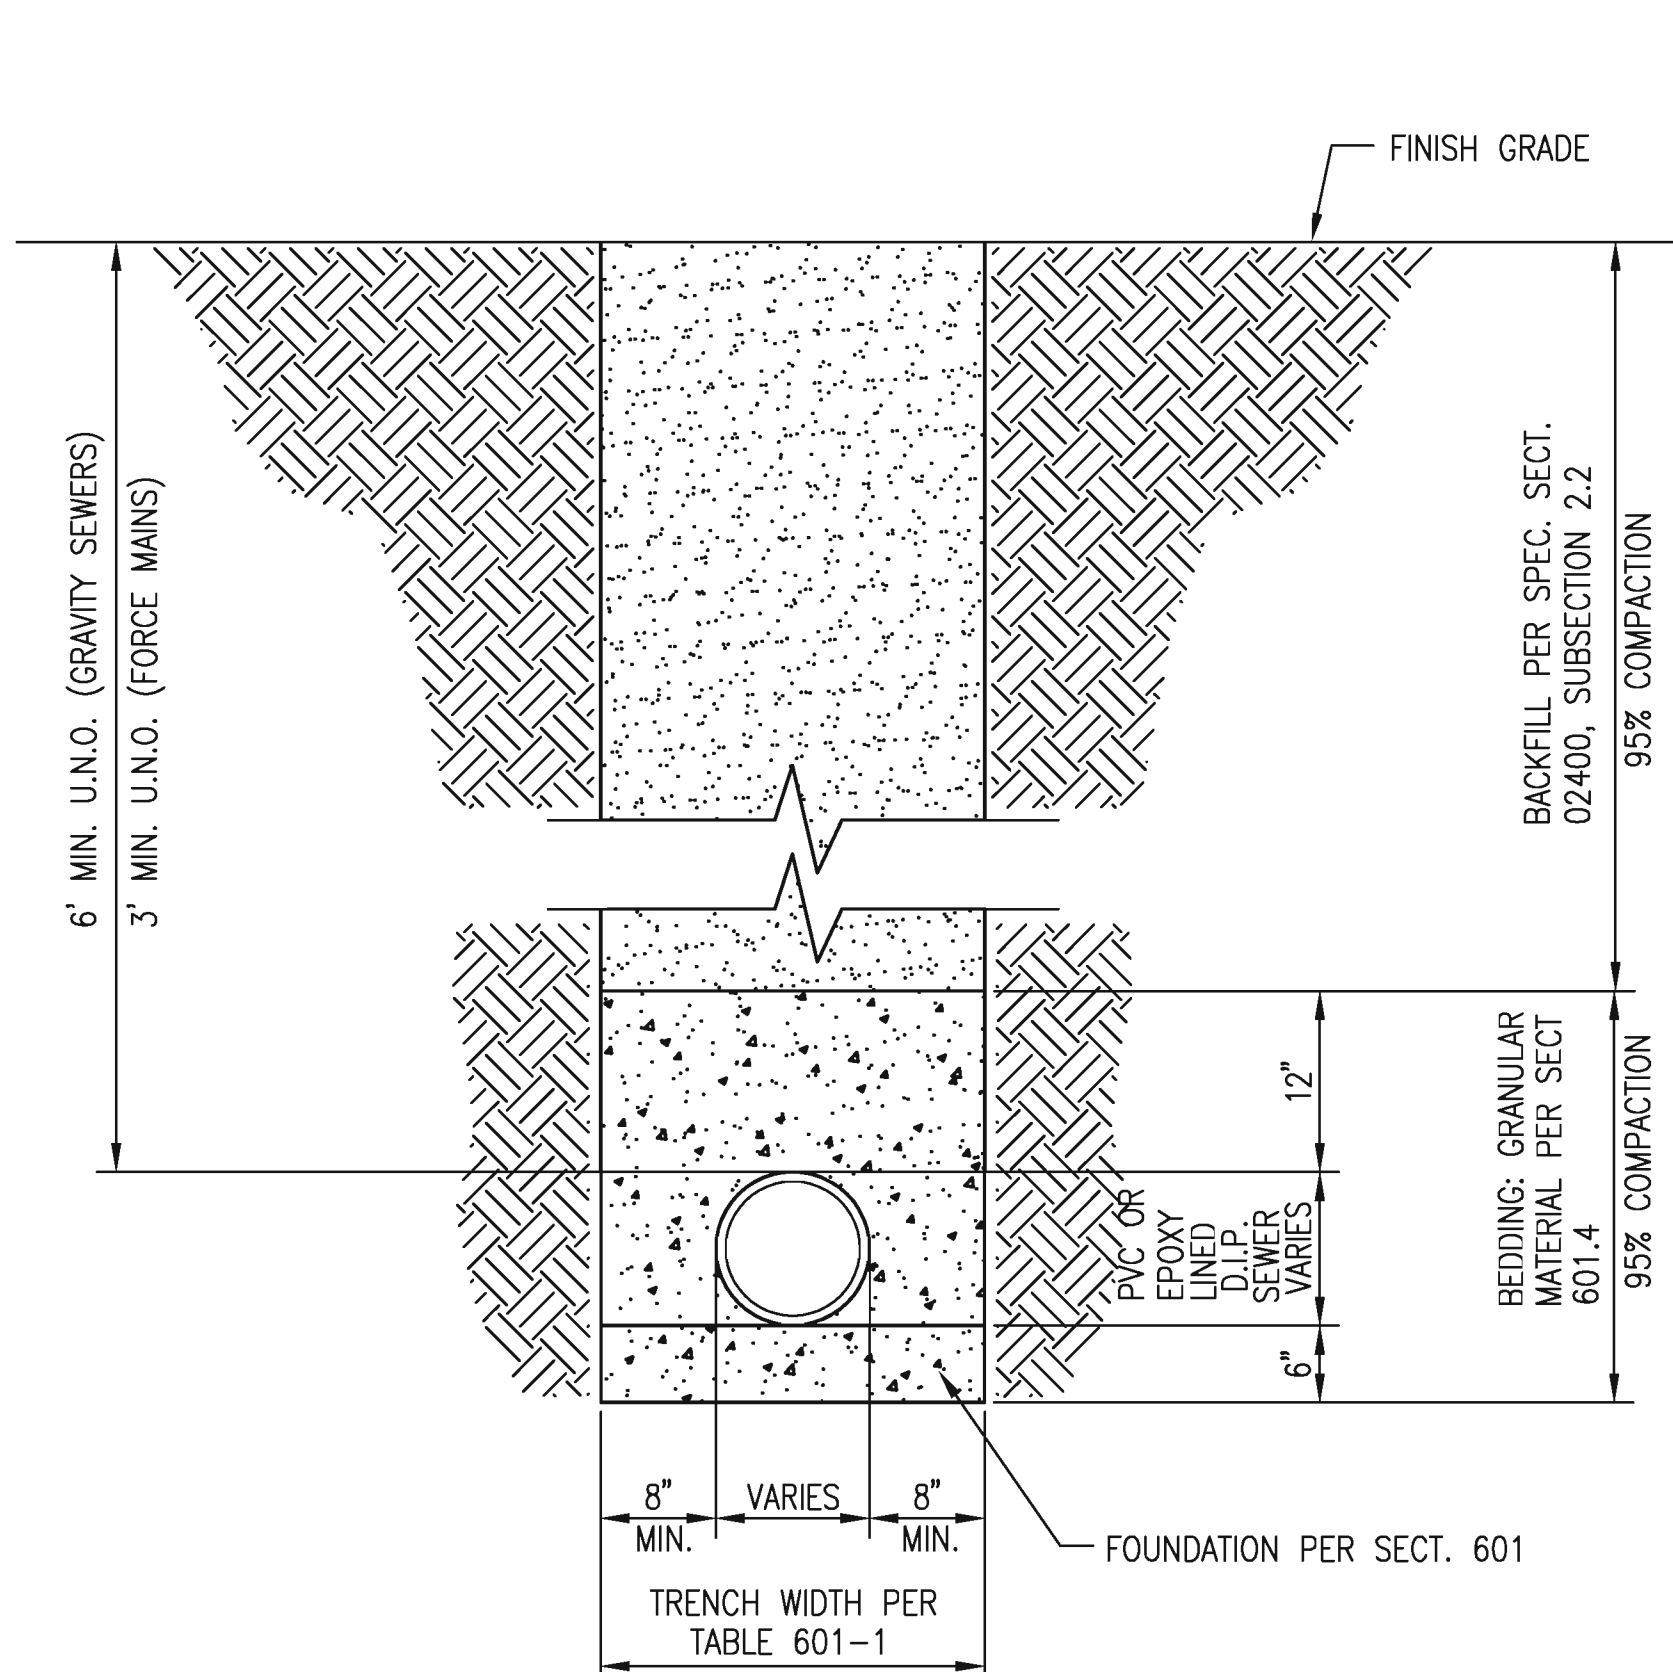 FINISH GRADE
6' MIN. U.N.O. (GRAVITY SEWERS)
3' MIN. U.N.O. (FORCE MAINS)
BACKFILL PER SPEC. SECT.
02400, SUBSECTION 2.2
95% COMPACTION
12"
PVC OR
EPOXY
LINED
D.I.P.
SEWER
VARIES
6"
BEDDING: GRANULAR
MATERIAL PER SECT
601.4
95% COMPACTION
8"
MIN.
VARIES
8"
MIN.
FOUNDATION PER SECT. 601
TRENCH WIDTH PER
TABLE 601-1